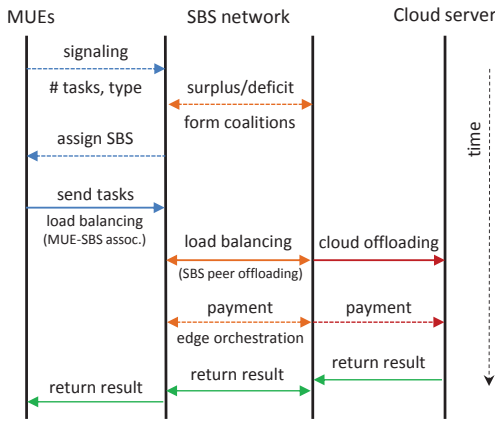 MUEs
SBS network
Cloud server
signaling
# tasks, type
surplus/deficit
form coalitions
assign SBS
time
send tasks
load balancing
(MUE-SBS assoc.)
load balancing
cloud offloading
(SBS peer offloading)
payment
payment
edge orchestration
return result
return result
return result